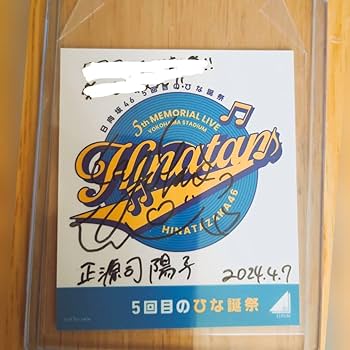 日向坂46 5回目のひな誕祭
5th MEMORIAL LIVE
YOKOHAMA STADIUM
Hinatans
HINATAZAKA46
正源司 陽子
2024.4.7
5回目のひな誕祭